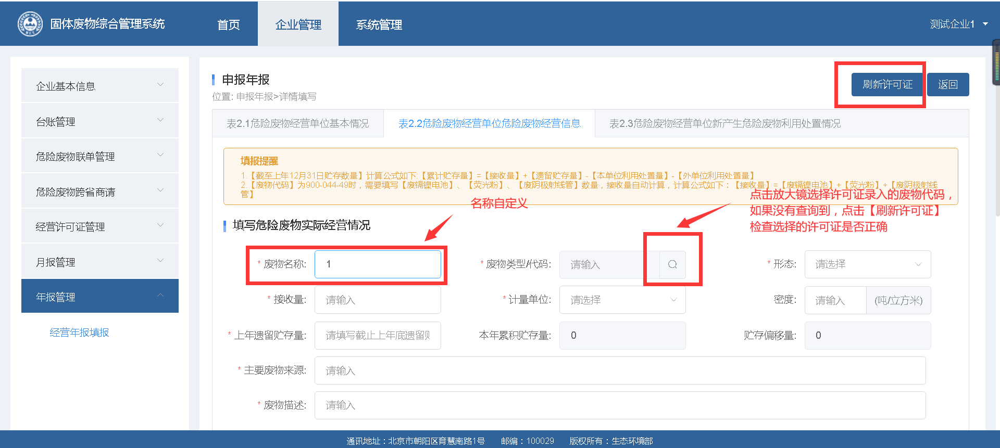 固体废物综合管理系统
首页
企业管理
系统管理
测试企业1
企业基本信息
台账管理
危险废物联单管理
危险废物跨省商请
经营许可证管理
月报管理
年报管理
经营年报填报
申报年报
位置: 申报年报>详情填写
刷新许可证
返回
表2.1危险废物经营单位基本情况
表2.2危险废物经营单位危险废物经营信息
表2.3危险废物经营单位新产生危险废物利用处置情况
填报提醒
1.【截至上年12月31日贮存数量】计算公式如下:【累计贮存量】=【接收量】+【遗留贮存量】-【本单位利用处置量】-【外单位利用处置量】
2.【废物代码】为900-044-49时，需要填写【废镉镍电池】、【荧光粉】、【废阴极射线管】数量，接收量自动计算，计算公式如下：【接收量】=【废镉镍电池】+【荧光粉】+【废阴极射线
管】
名称自定义
点击放大镜选择许可证录入的废物代码，
如果没有查询到，点击【刷新许可证】
检查选择的许可证是否正确
填写危险废物实际经营情况
* 废物名称: 1
* 废物类型/代码: 请输入
* 形态: 请选择
* 接收量: 请输入
* 计量单位: 请选择
密度: 请输入 (吨/立方米)
* 上年遗留贮存量: 请填写截止上年底遗留贮
本年累积贮存量: 0
贮存偏移量: 0
* 主要废物来源: 请输入
* 废物描述: 请输入
通讯地址：北京市朝阳区育慧南路1号 邮编：100029 版权所有：生态环境部